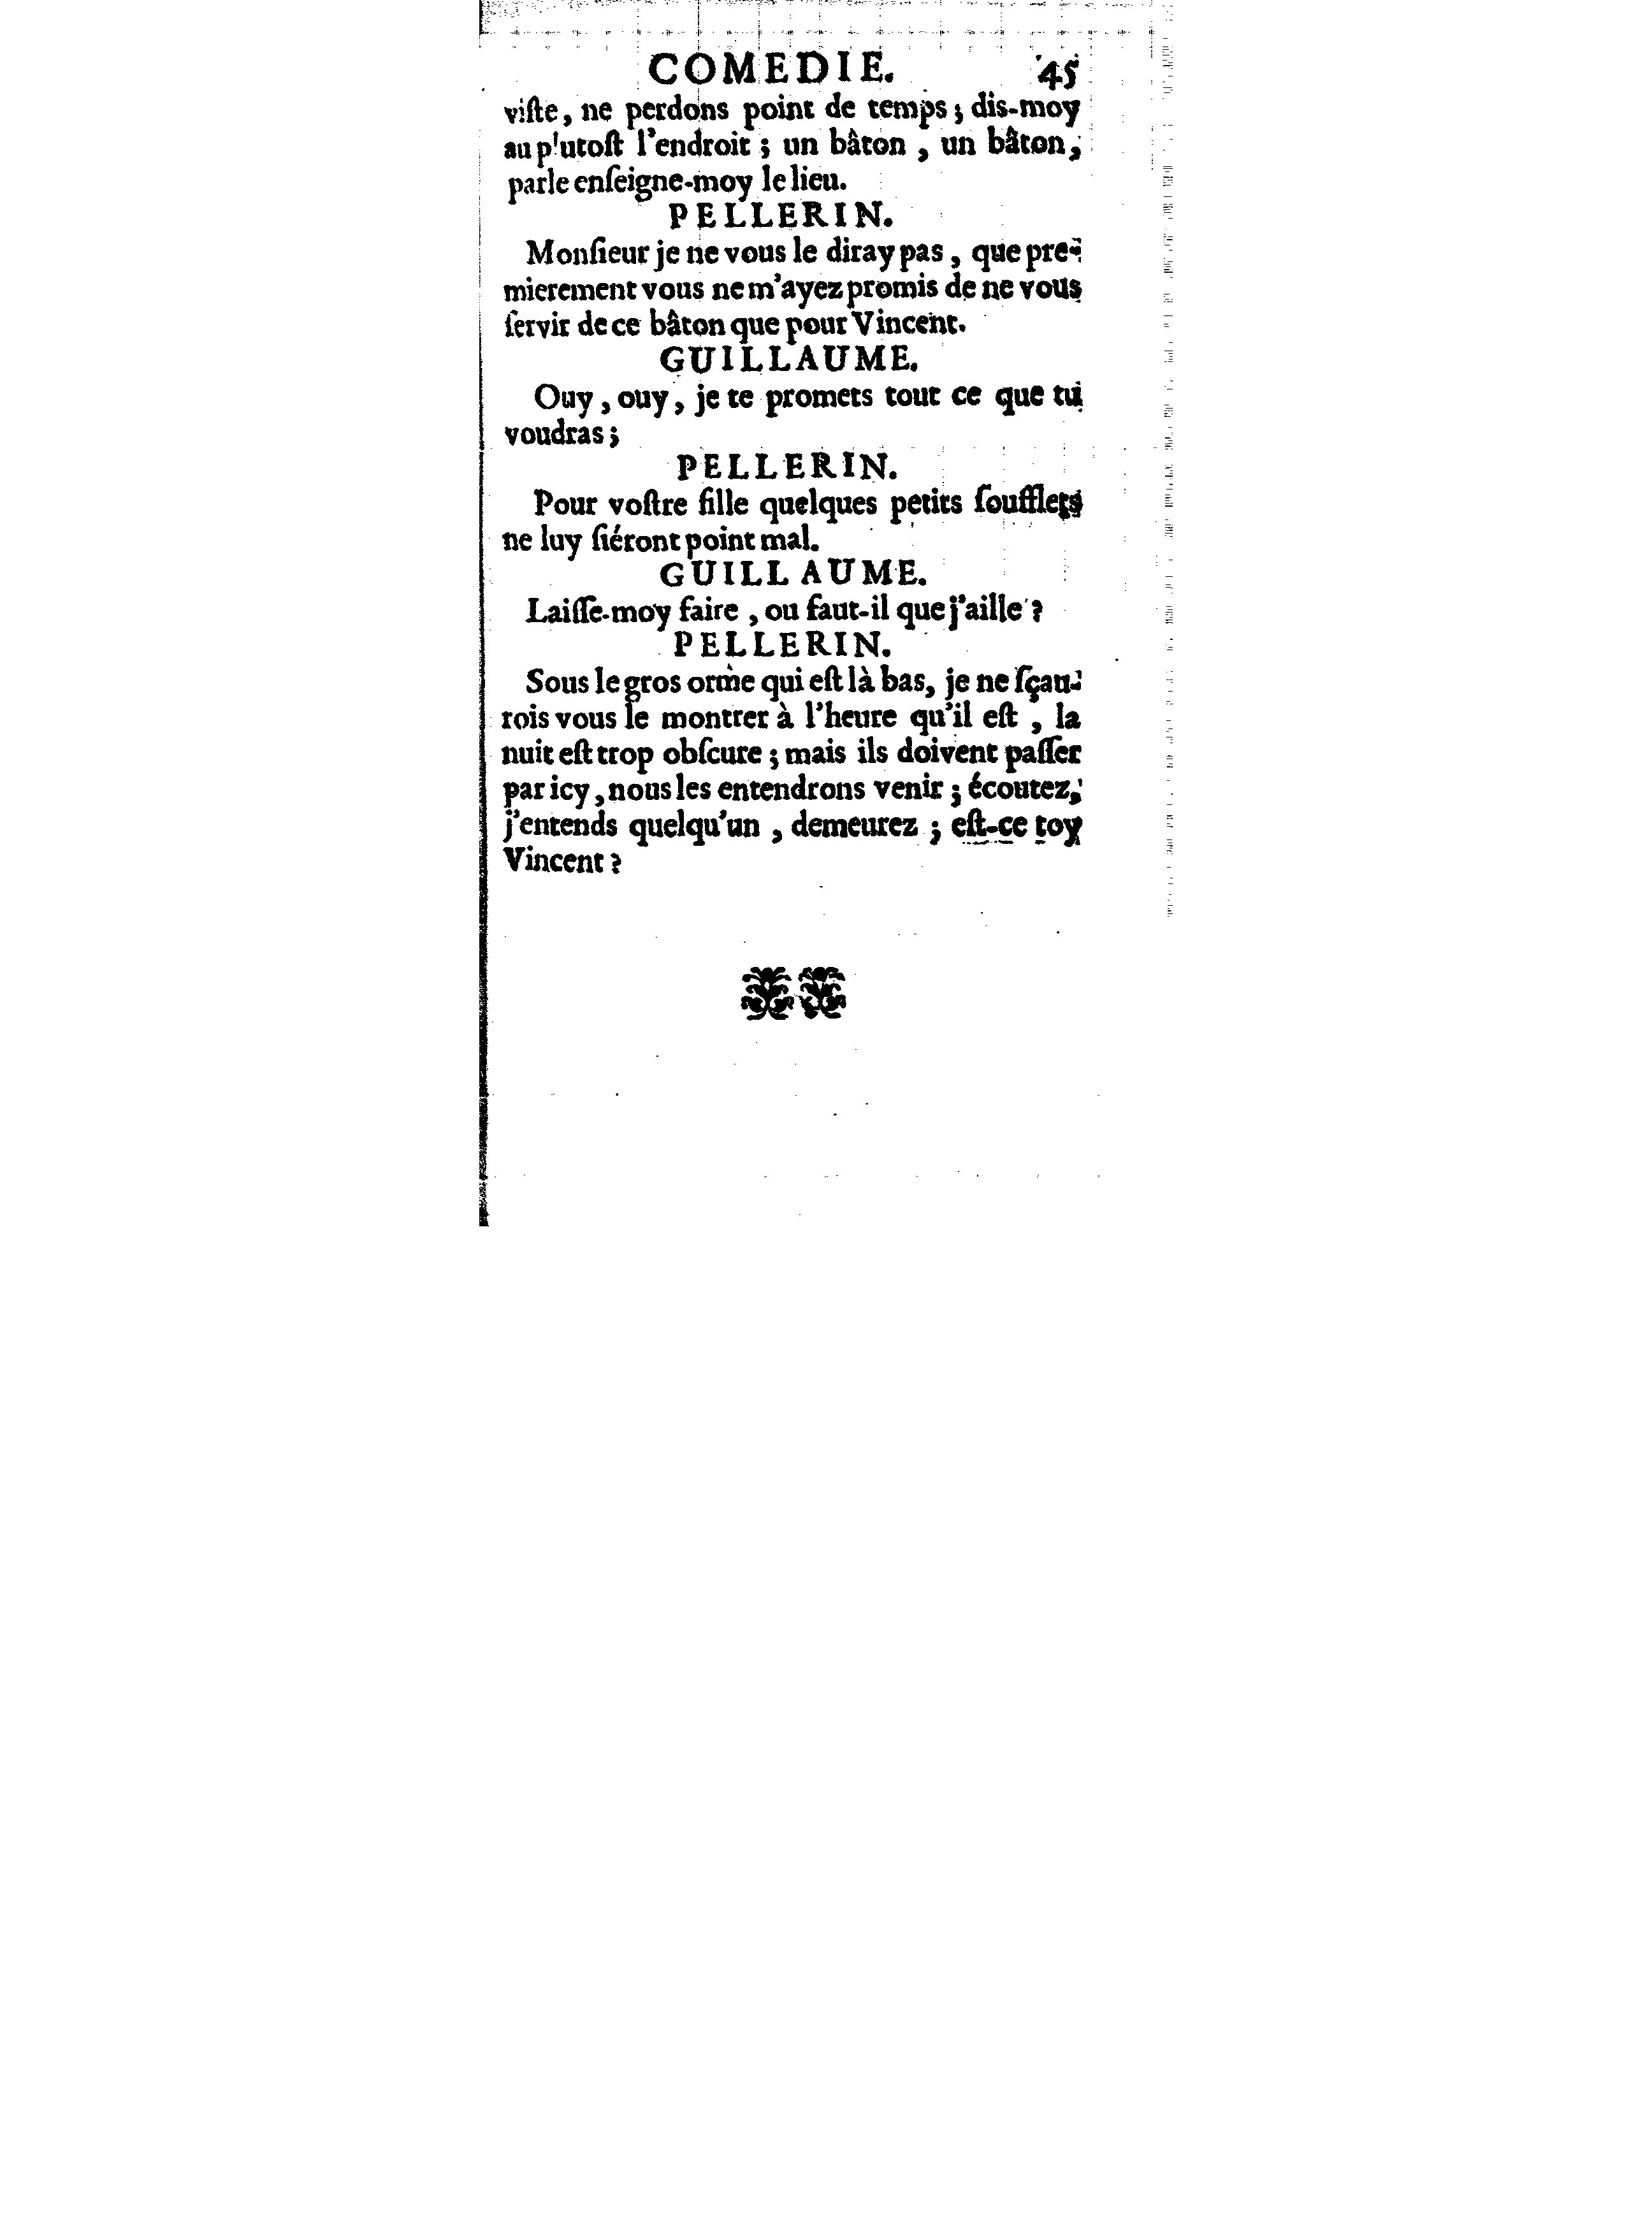 COMEDIE. 45
viſte, ne perdons point de temps; dis-moy
au plutoſt l'endroit; un bâton, un bâton,
parle enſeigne-moy le lieu.
PELLERIN.
Monſieur je ne vous le diray pas, que pre-
mierement vous ne m'ayez promis de ne vous
ſervir de ce bâton que pour Vincent.
GUILLAUME.
Ouy, ouy, je te promets tout ce que tu
voudras;
PELLERIN.
Pour voſtre fille quelques petits ſoufflets
ne luy ſiéront point mal.
GUILLAUME.
Laiſſe-moy faire, ou faut-il que j'aille?
PELLERIN.
Sous le gros orme qui eſt là bas, je ne ſçau-
rois vous le montrer à l'heure qu'il eſt, la
nuit eſt trop obſcure; mais ils doivent paſſer
par icy, nous les entendrons venir; écoutez,
j'entends quelqu'un, demeurez; eſt-ce toy
Vincent?